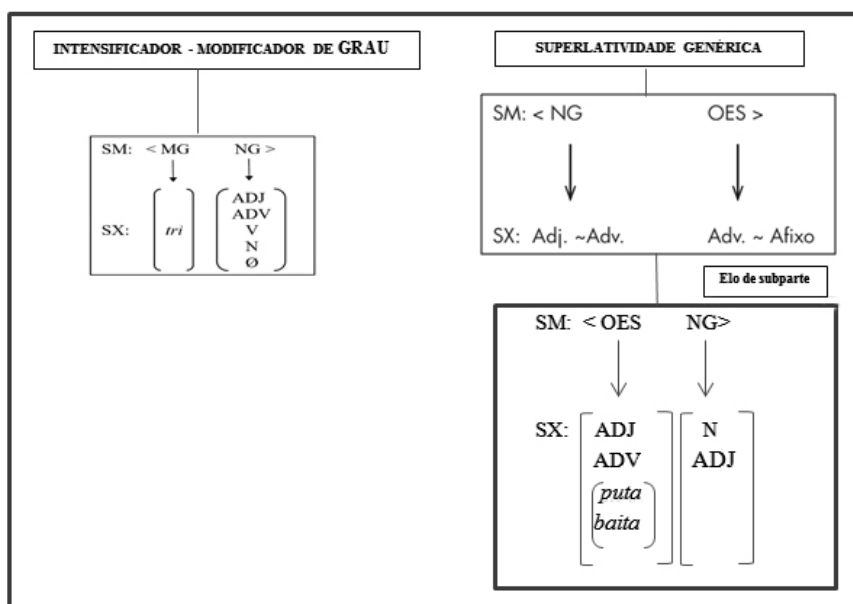 INTENSIFICADOR - MODIFICADOR DE GRAU
SM: < MG NG >
SX: tri
ADJ
ADV
V
N
Ø
SUPERLATIVIDADE GENÉRICA
SM: < NG OES >
SX: Adj. ~Adv. Adv. ~ Afixo
Elo de subparte
SM: < OES NG>
SX: ADJ N
ADV ADJ
puta
baita